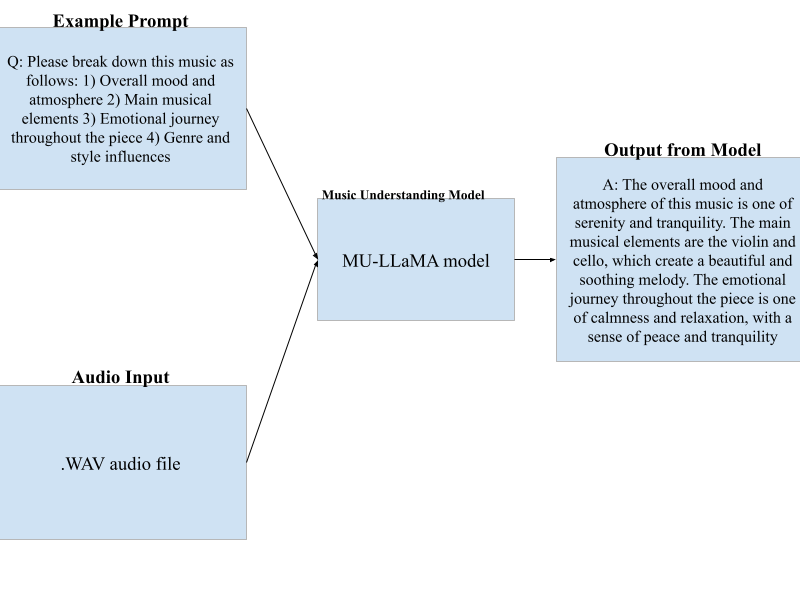 Example Prompt
Q: Please break down this music as
follows: 1) Overall mood and
atmosphere 2) Main musical
elements 3) Emotional journey
throughout the piece 4) Genre and
style influences
Music Understanding Model
MU-LLaMA model
Output from Model
A: The overall mood and
atmosphere of this music is one of
serenity and tranquility. The main
musical elements are the violin and
cello, which create a beautiful and
soothing melody. The emotional
journey throughout the piece is one
of calmness and relaxation, with a
sense of peace and tranquility
Audio Input
.WAV audio file